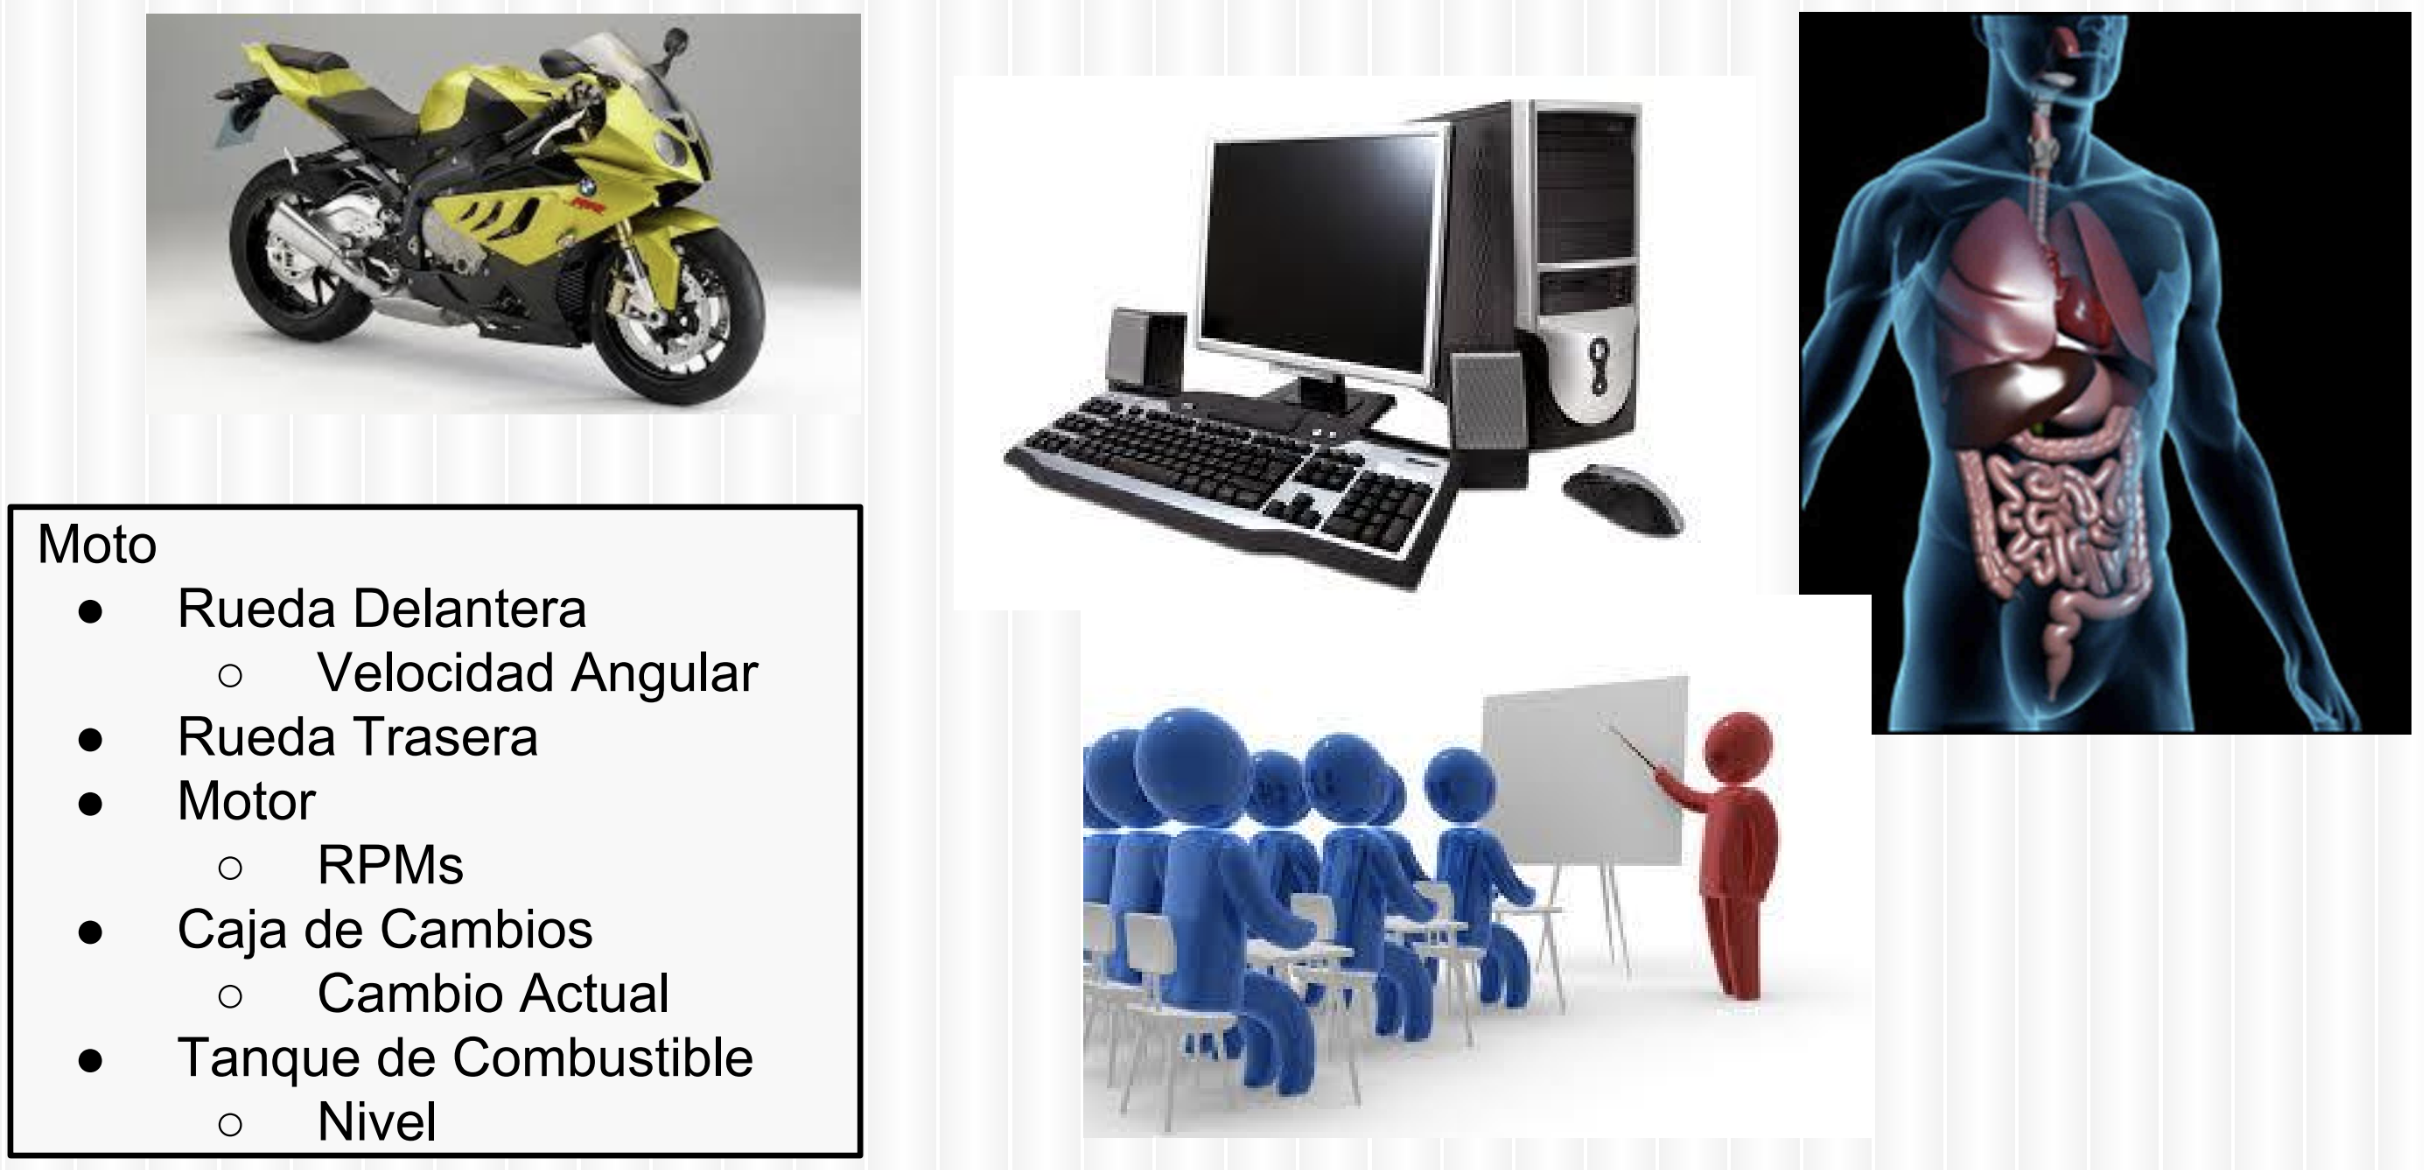 Moto
● Rueda Delantera
○ Velocidad Angular
● Rueda Trasera
● Motor
○ RPMs
● Caja de Cambios
○ Cambio Actual
● Tanque de Combustible
○ Nivel